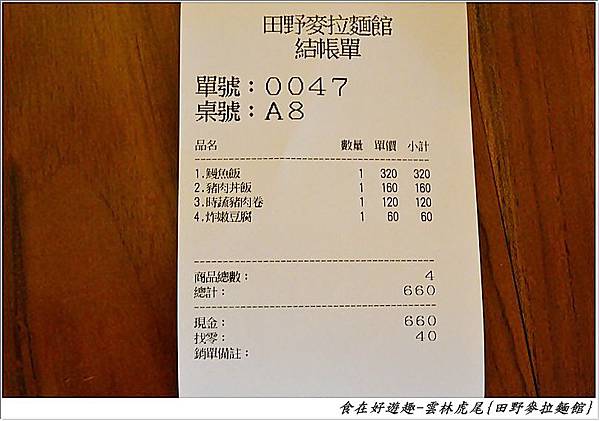 田野麥拉麵館
結帳單
單號：0047
桌號：A8
品名 數量 單價 小計
1.鰻魚飯 1 320 320
2.豬肉丼飯 1 160 160
3.時蔬豬肉卷 1 120 120
4.炸嫩豆腐 1 60 60
商品總數： 4
總計： 660
現金： 660
找零： 40
銷單備註：
食在好遊趣-雲林虎尾{田野麥拉麵館}